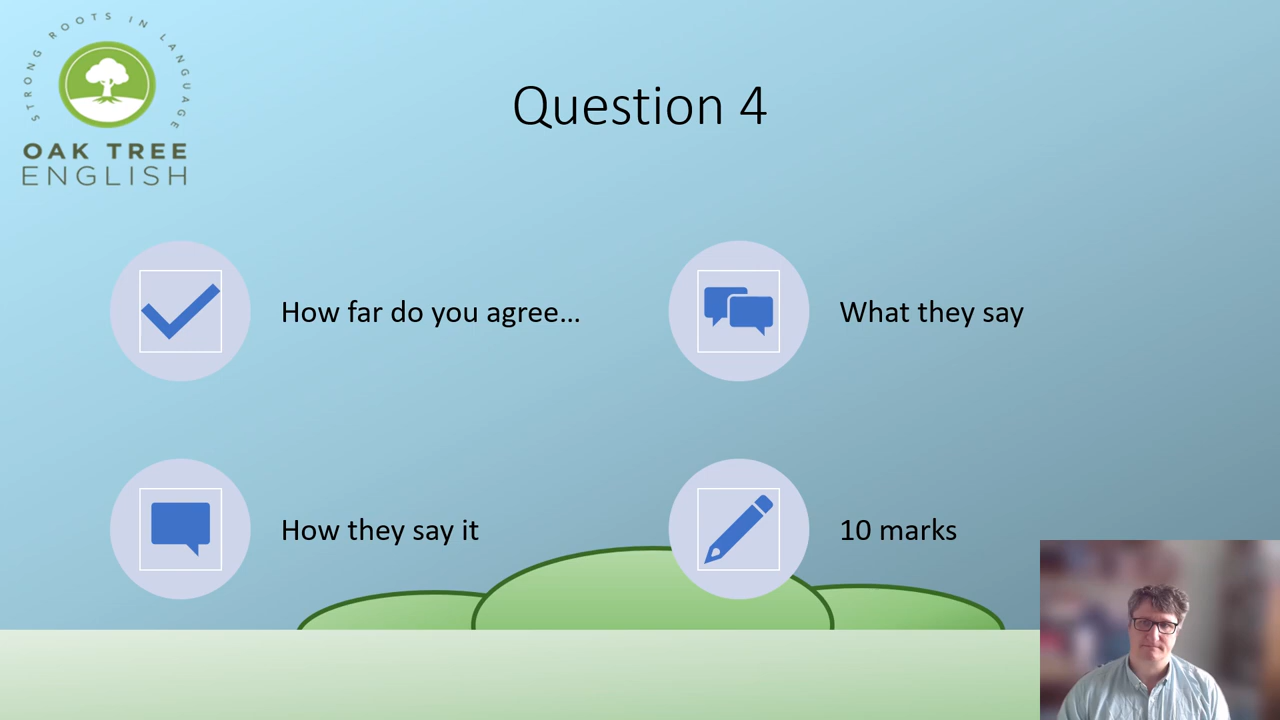 STRONG ROOTS IN LANGUAGE
OAK TREE
ENGLISH
Question 4
How far do you agree...
What they say
How they say it
10 marks